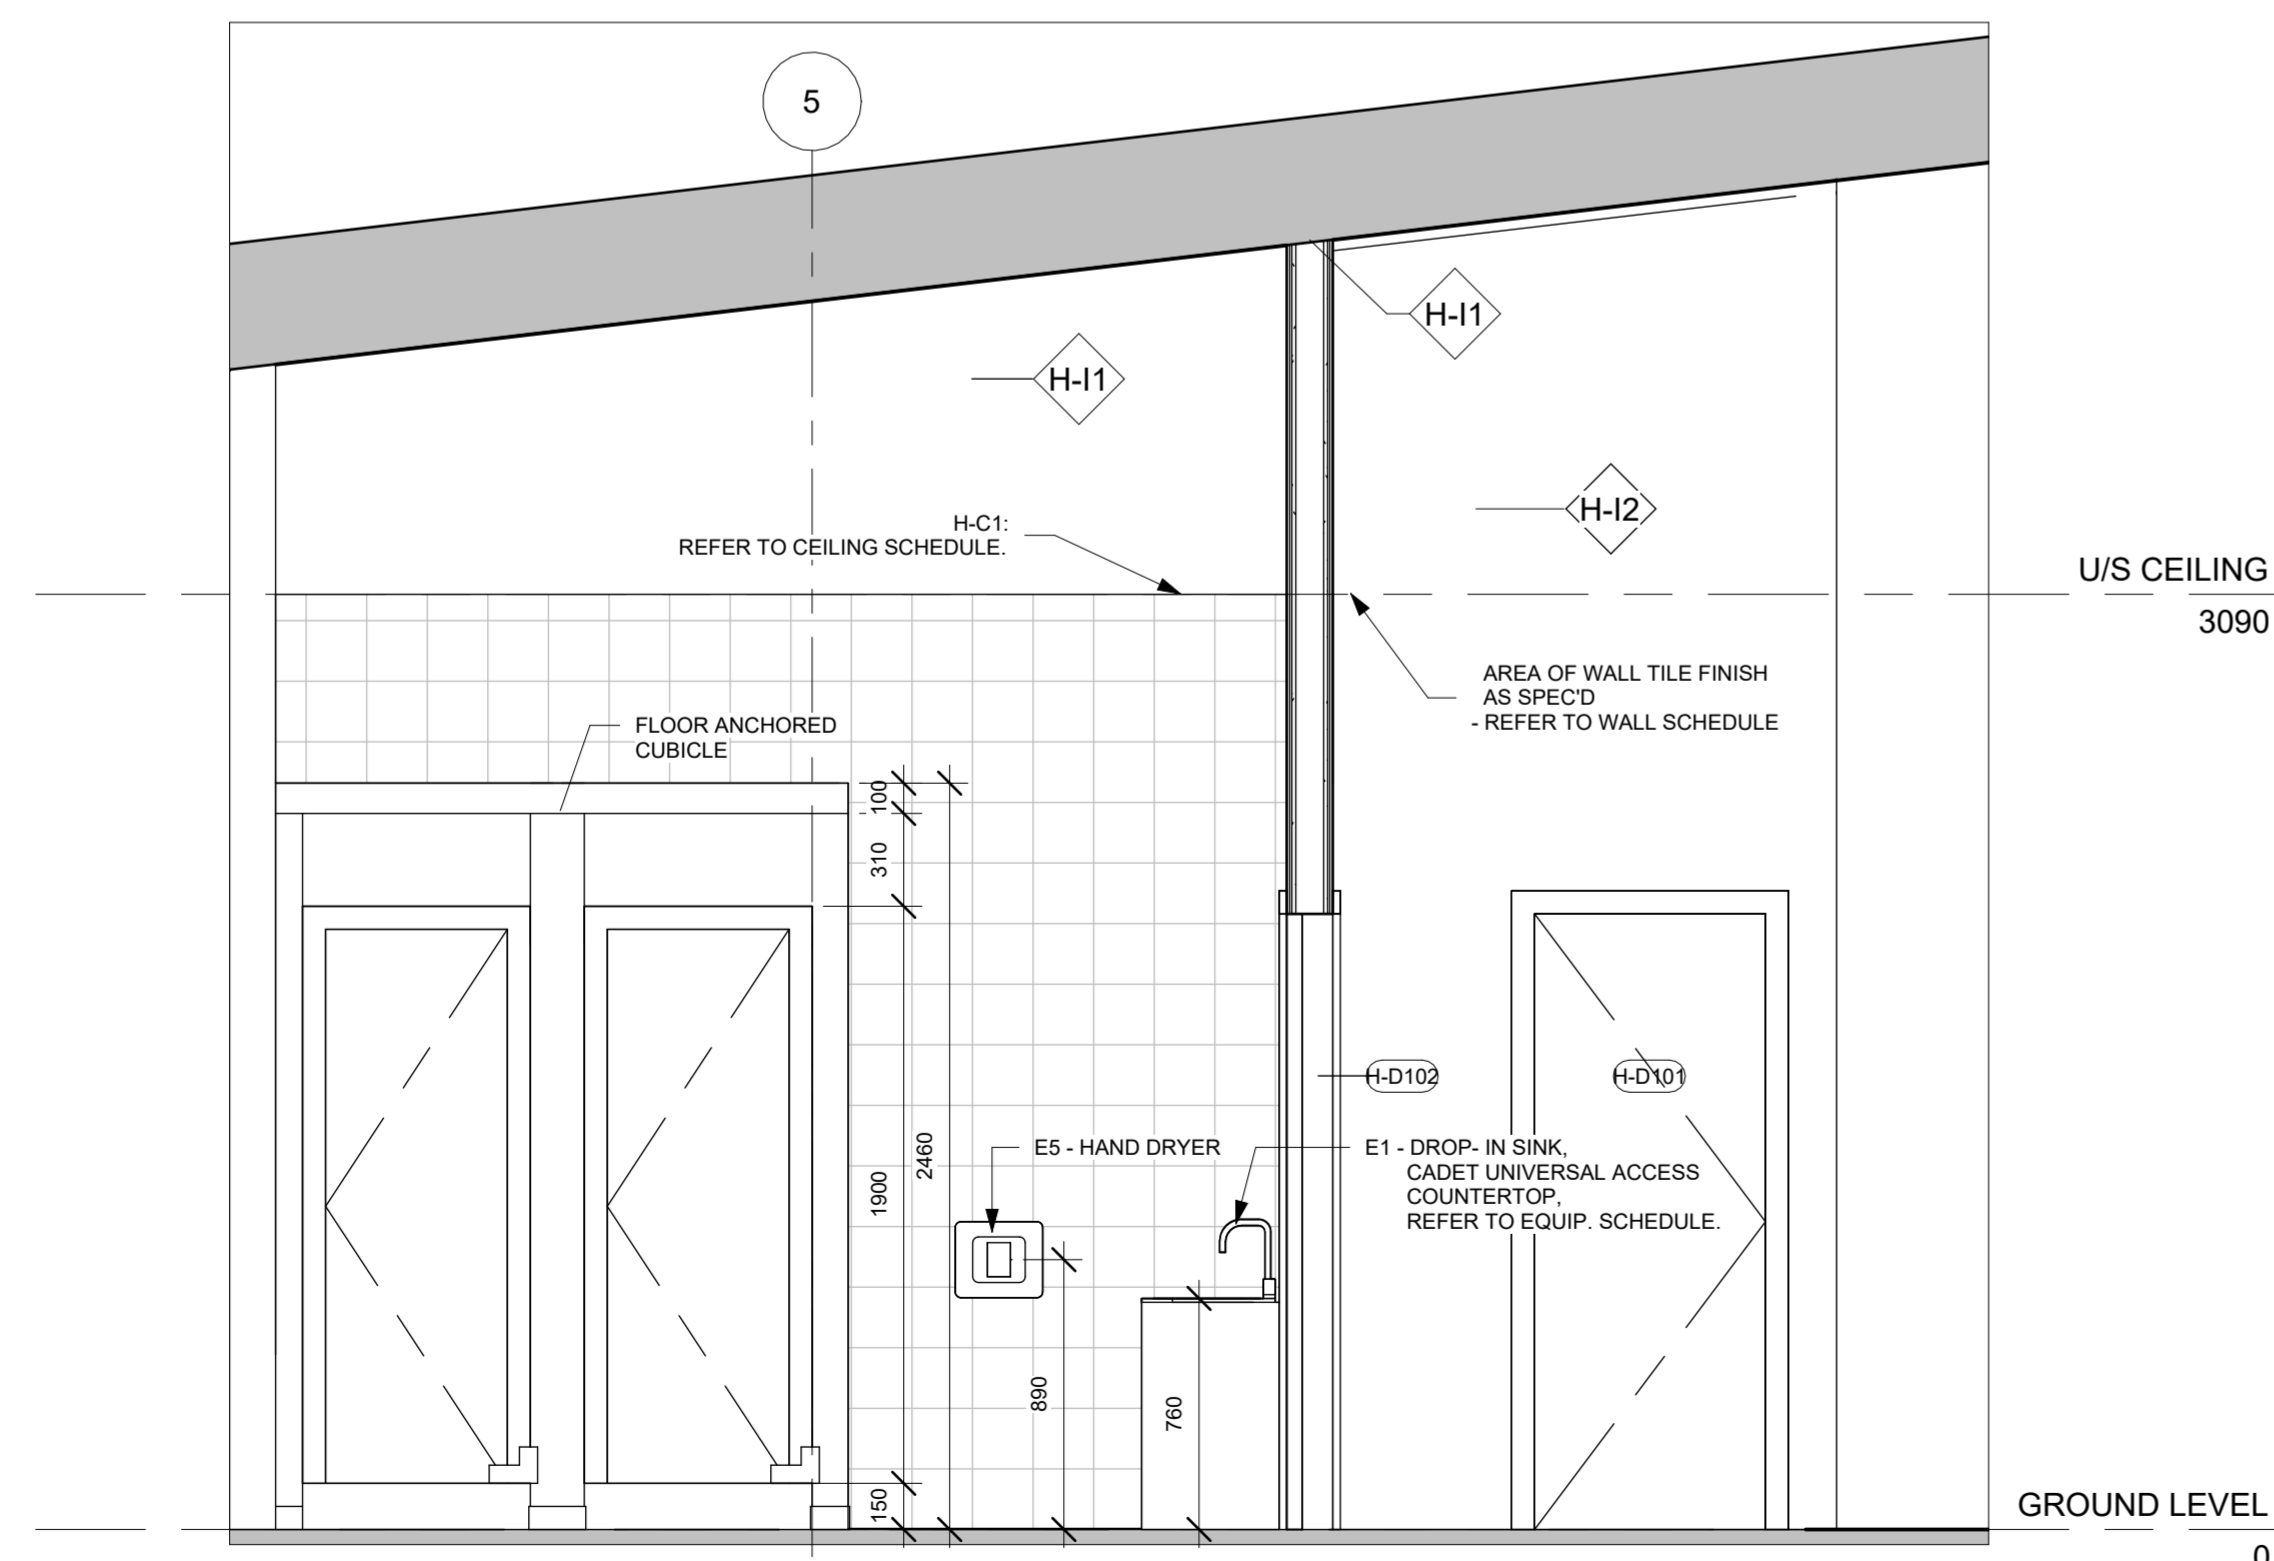 5
H-I1
H-I1
H-I2
H-C1:
REFER TO CEILING SCHEDULE.
U/S CEILING
3090
AREA OF WALL TILE FINISH
AS SPEC'D
- REFER TO WALL SCHEDULE
FLOOR ANCHORED
CUBICLE
100
310
H-D102
H-D101
E5 - HAND DRYER
E1 - DROP- IN SINK,
CADET UNIVERSAL ACCESS
COUNTERTOP,
REFER TO EQUIP. SCHEDULE.
2460
1900
890
760
150
GROUND LEVEL
0